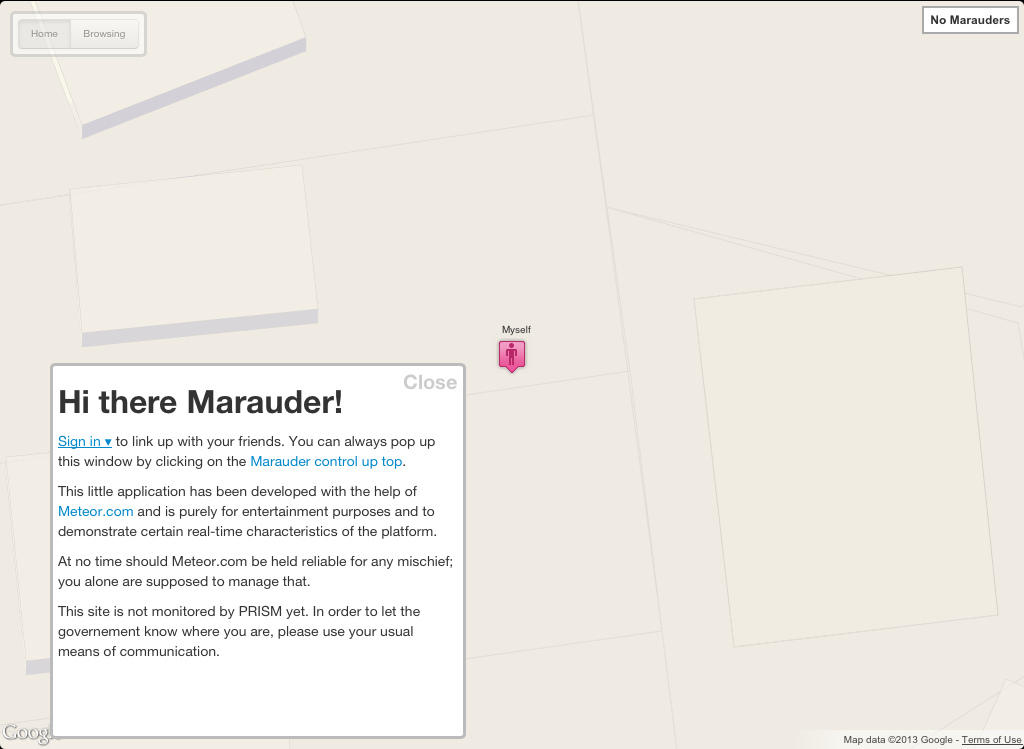 Home Browsing
No Marauders
Myself
Close
Hi there Marauder!
Sign in ▾ to link up with your friends. You can always pop up
this window by clicking on the Marauder control up top.
This little application has been developed with the help of
Meteor.com and is purely for entertainment purposes and to
demonstrate certain real-time characteristics of the platform.
At no time should Meteor.com be held reliable for any mischief;
you alone are supposed to manage that.
This site is not monitored by PRISM yet. In order to let the
governement know where you are, please use your usual
means of communication.
Map data ©2013 Google - Terms of Use